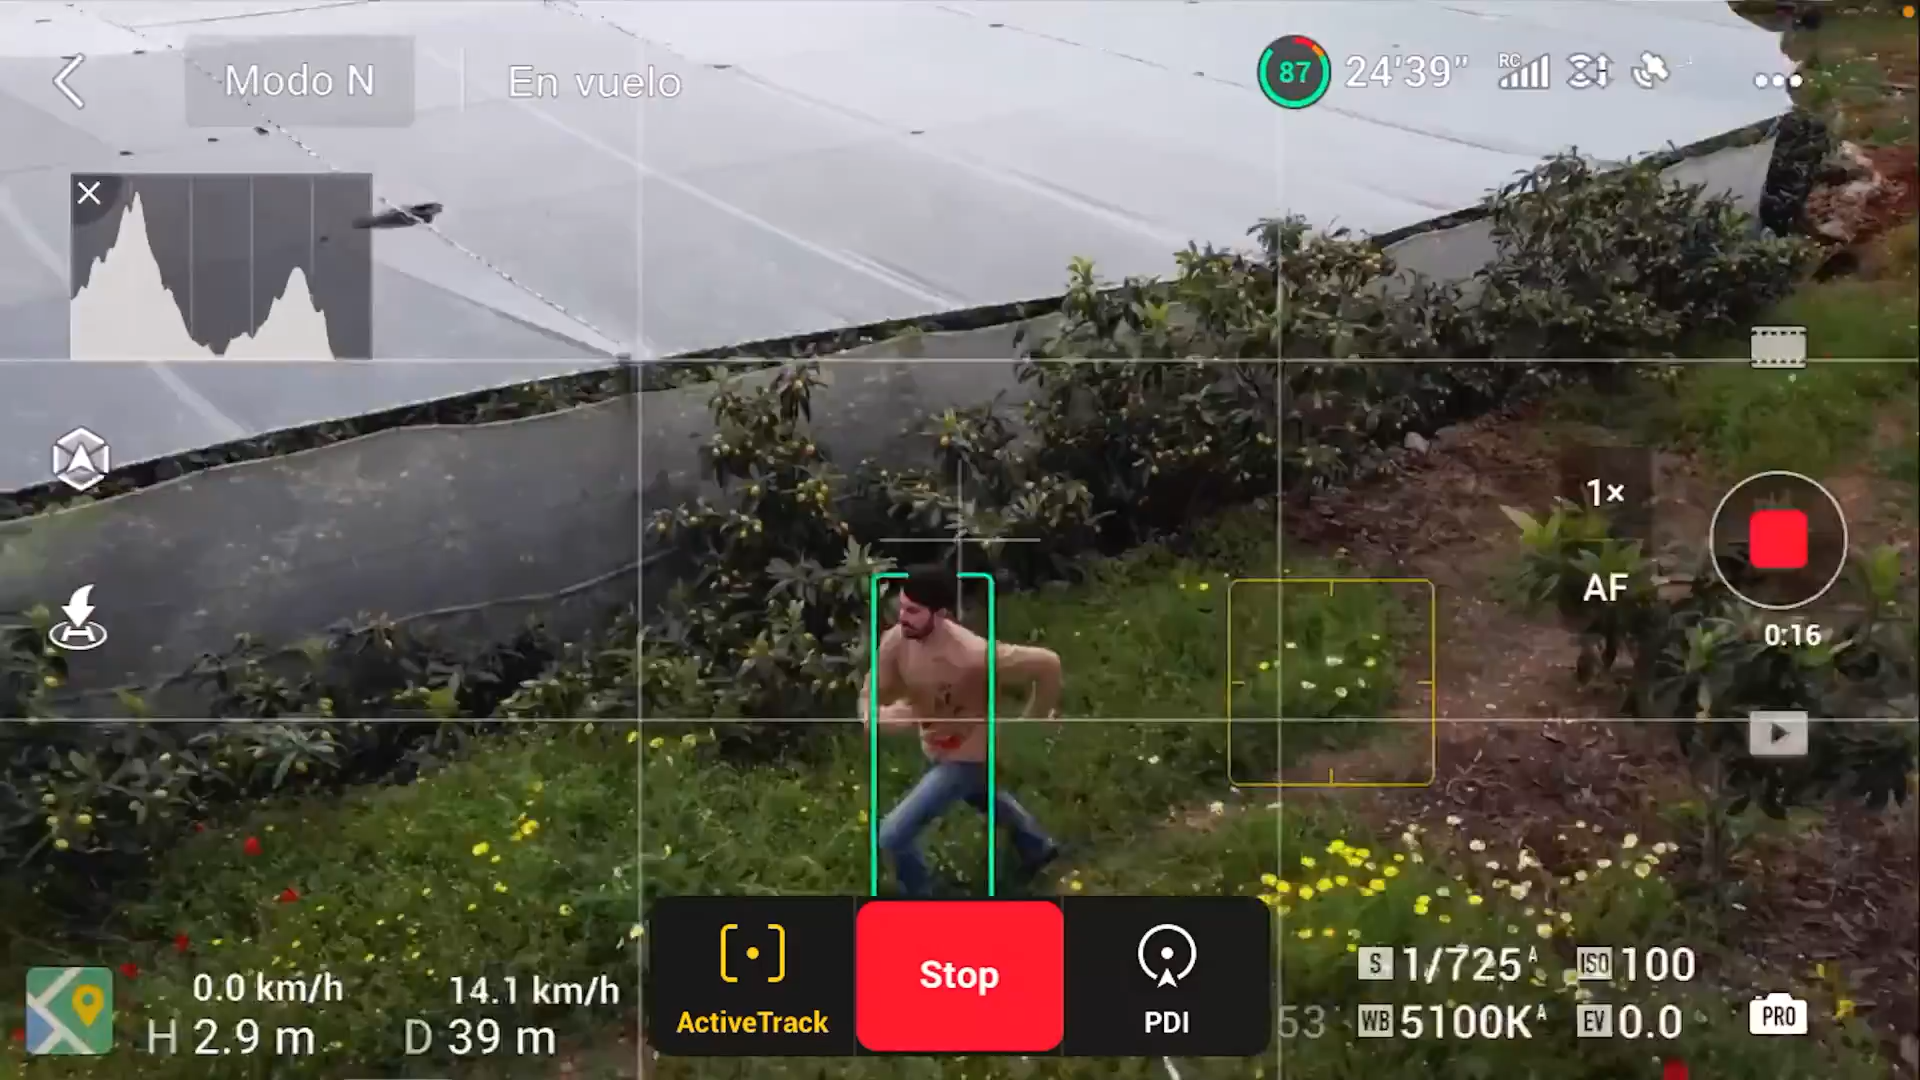 Modo N
En vuelo
87
24'39"
RC
1×
AF
0:16
ActiveTrack
Stop
PDI
0.0 km/h
14.1 km/h
H 2.9 m
D 39 m
53
S 1/725 A
ISO 100
WB 5100K A
EV 0.0
PRO